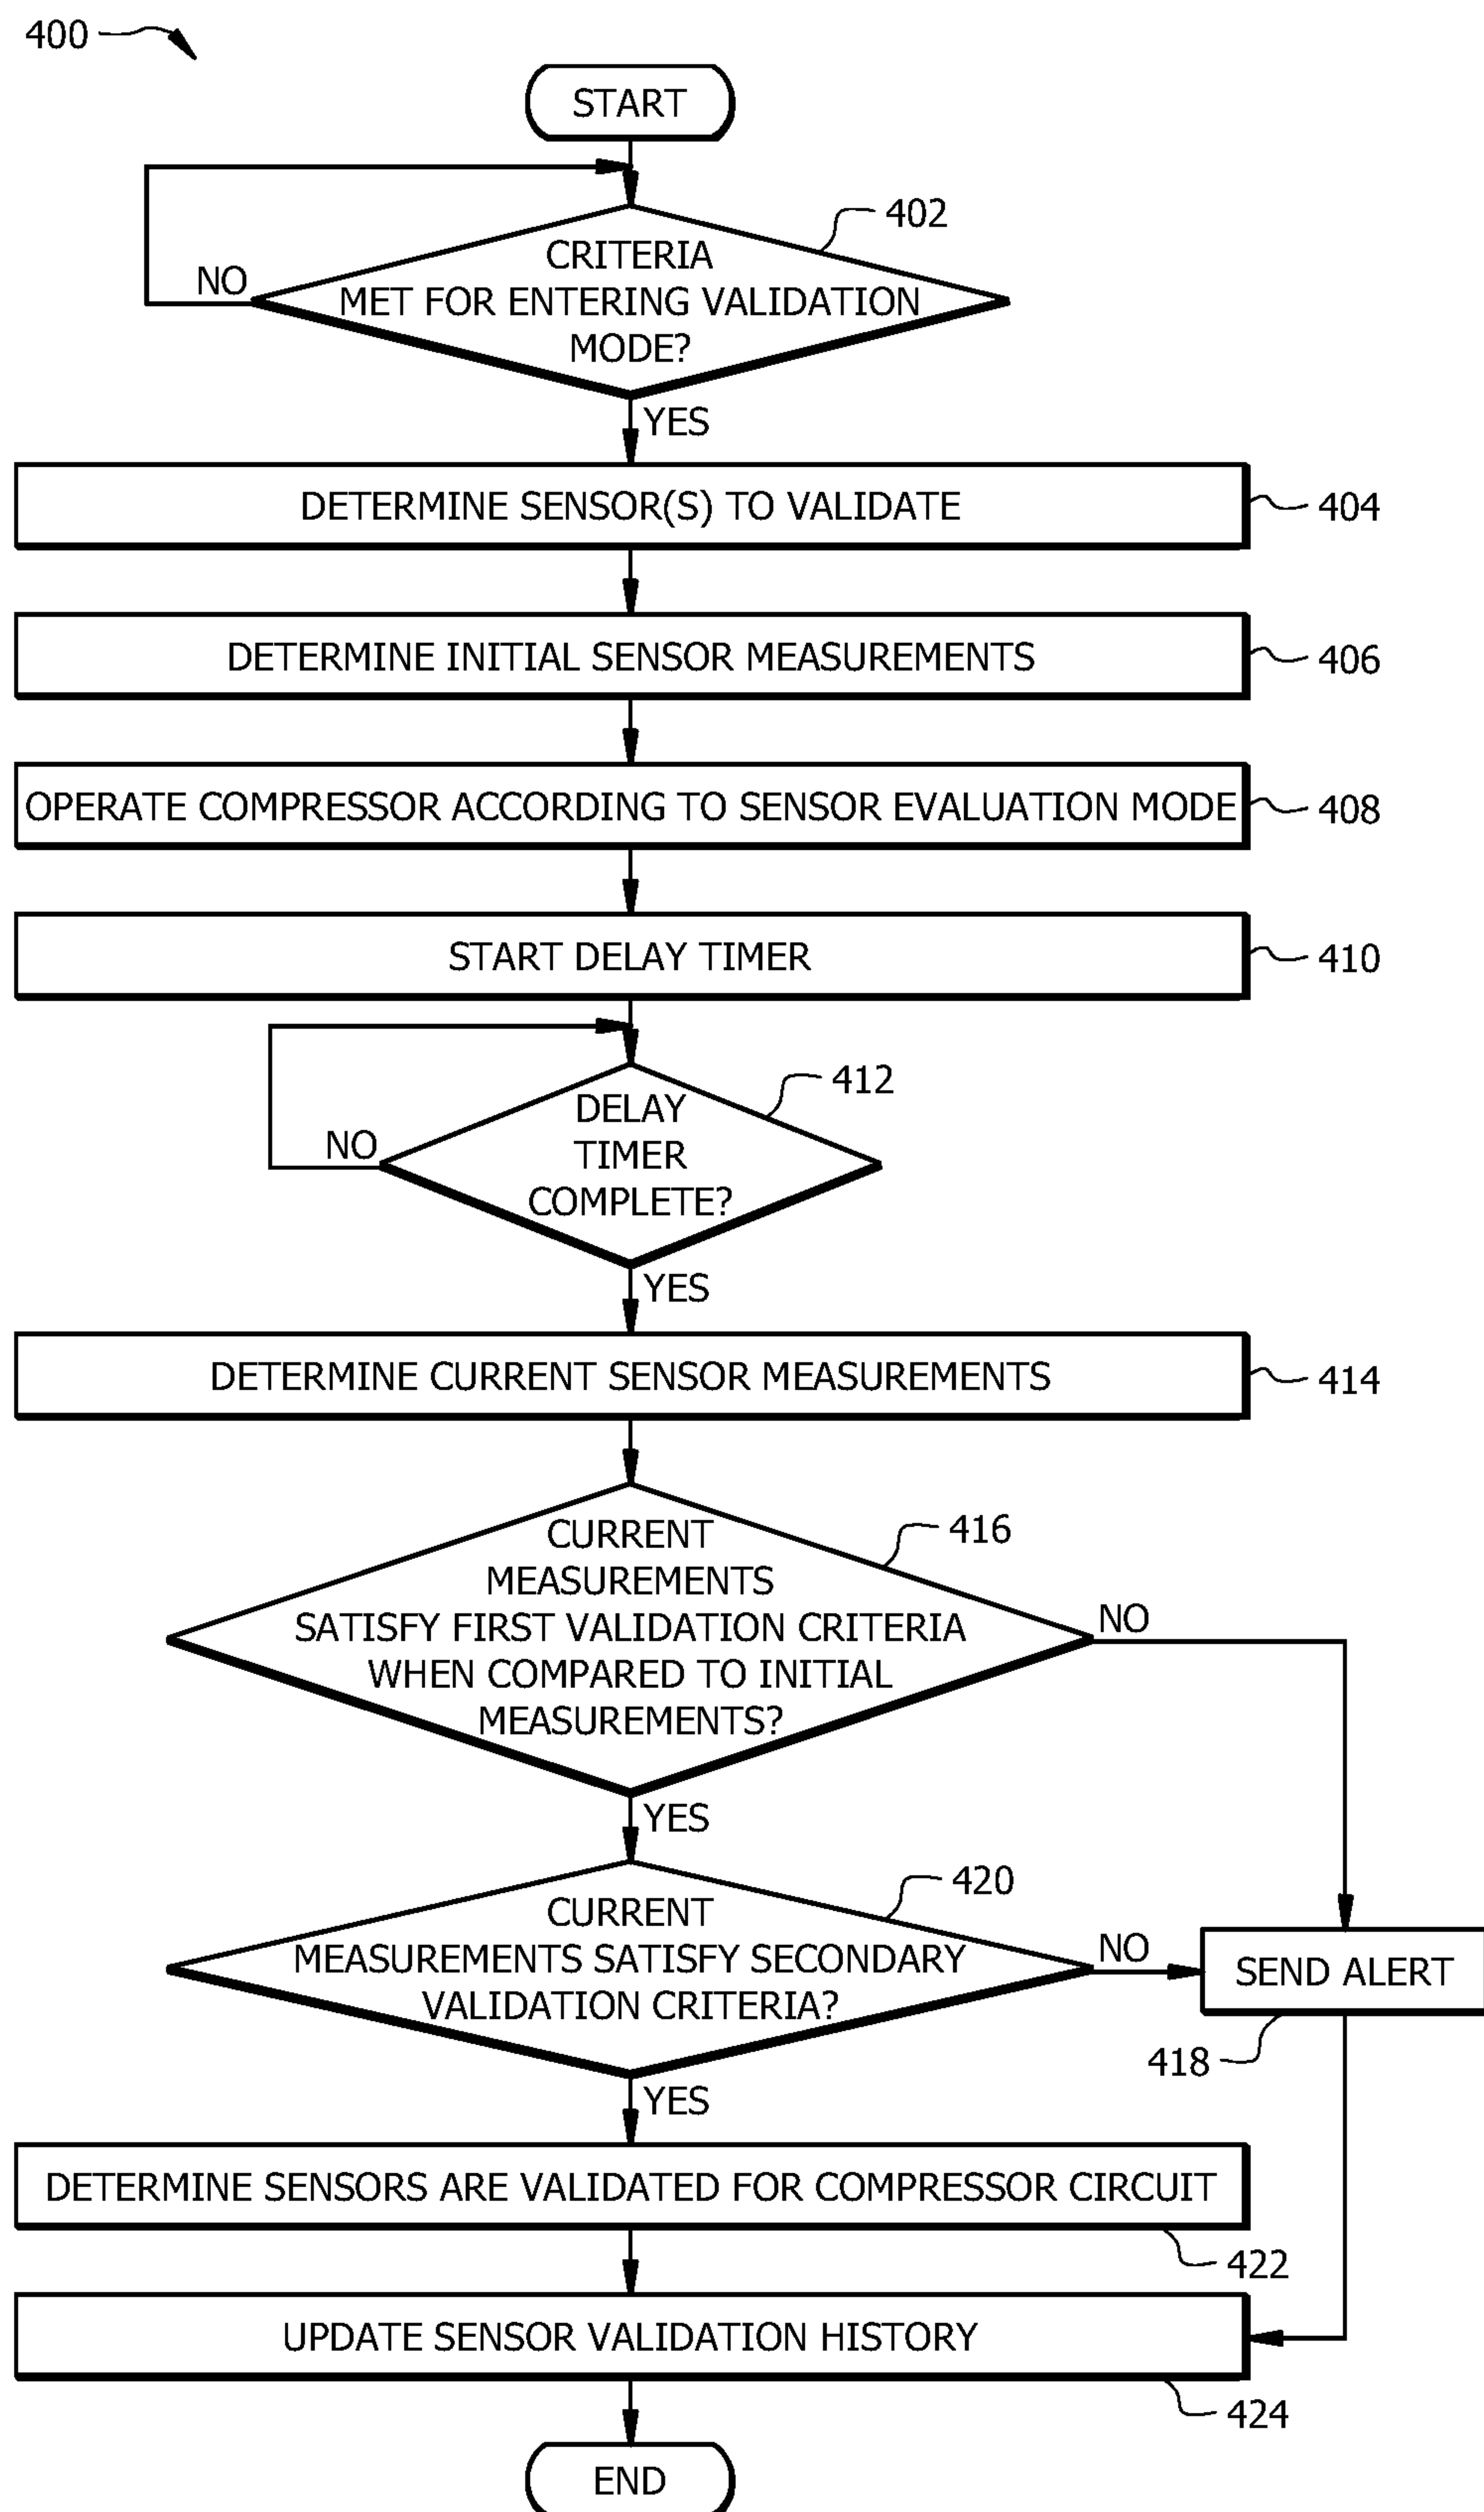 400
START
402
CRITERIA
MET FOR ENTERING VALIDATION
MODE?
NO
YES
DETERMINE SENSOR(S) TO VALIDATE
404
DETERMINE INITIAL SENSOR MEASUREMENTS
406
OPERATE COMPRESSOR ACCORDING TO SENSOR EVALUATION MODE
408
START DELAY TIMER
410
412
DELAY
TIMER
COMPLETE?
NO
YES
DETERMINE CURRENT SENSOR MEASUREMENTS
414
416
CURRENT
MEASUREMENTS
SATISFY FIRST VALIDATION CRITERIA
WHEN COMPARED TO INITIAL
MEASUREMENTS?
NO
YES
420
CURRENT
MEASUREMENTS SATISFY SECONDARY
VALIDATION CRITERIA?
NO
SEND ALERT
418
YES
DETERMINE SENSORS ARE VALIDATED FOR COMPRESSOR CIRCUIT
422
UPDATE SENSOR VALIDATION HISTORY
424
END